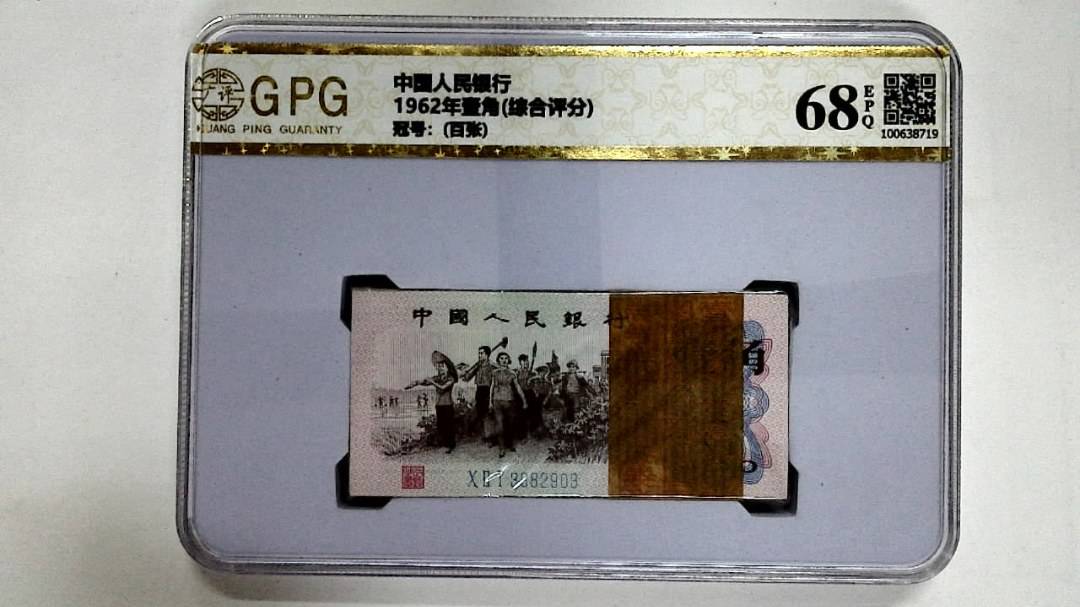 GPG
GUANG PING GUARANTY
中国人民银行
1962年壹角(综合评分)
冠号：(百张)
68
EPQ
100638719
中國人民銀行